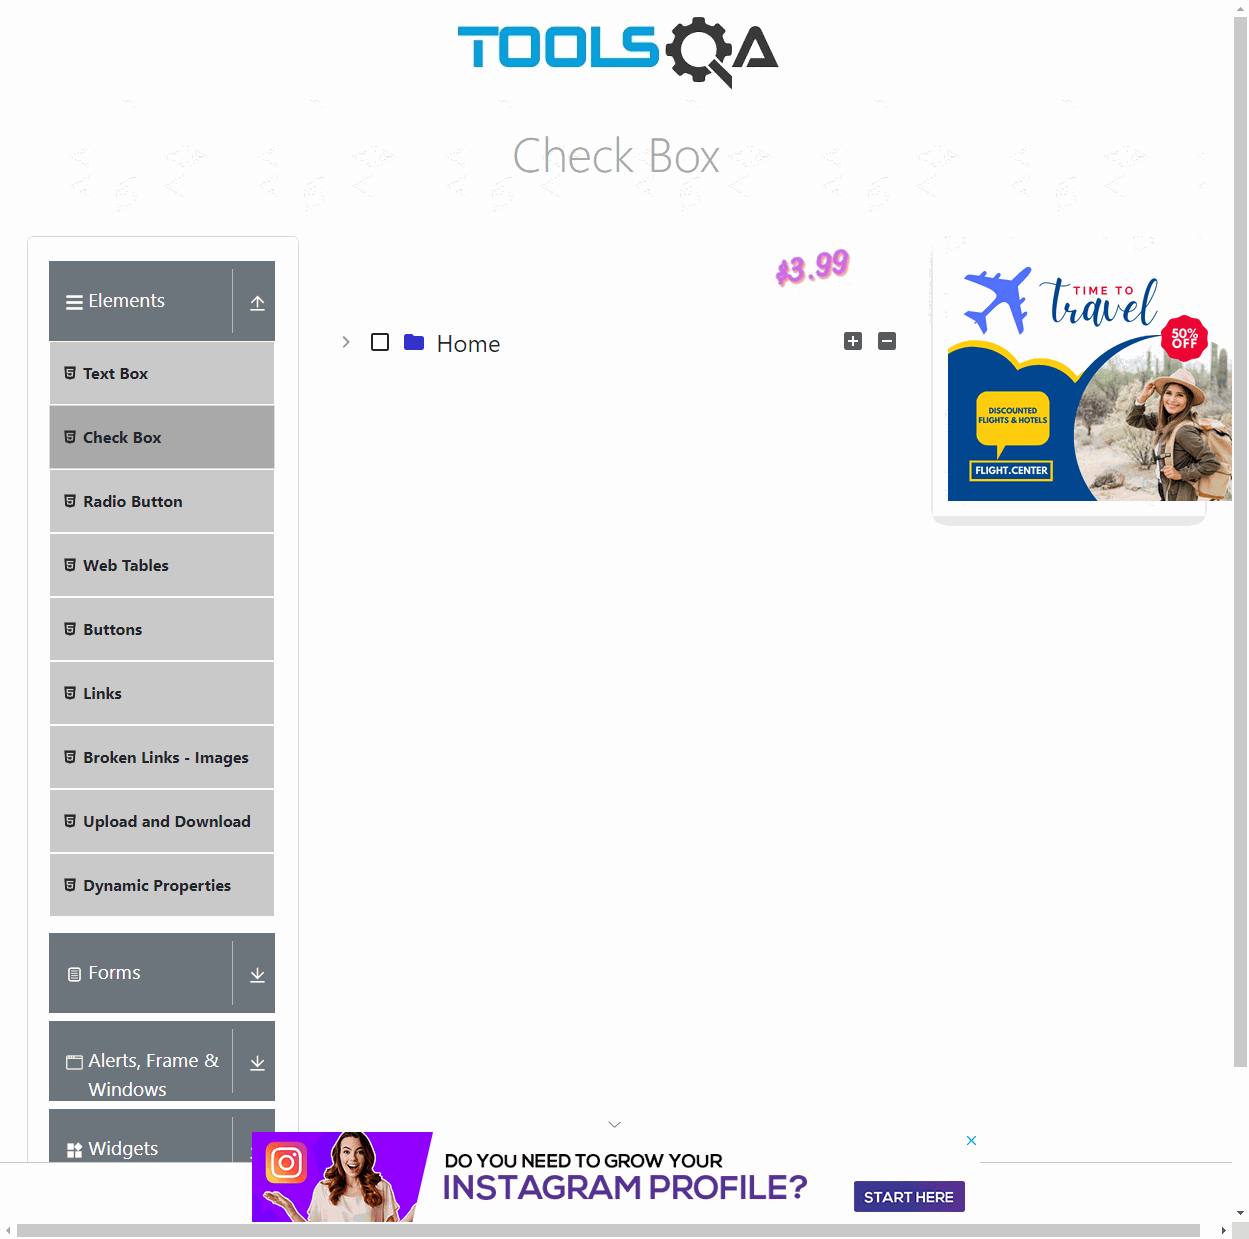 TOOLSQA
Check Box
Elements
Text Box
Check Box
Radio Button
Web Tables
Buttons
Links
Broken Links - Images
Upload and Download
Dynamic Properties
Forms
Alerts, Frame &
Windows
Widgets
$3.99
Home
TIME TO
travel
50%
OFF
DISCOUNTED
FLIGHTS & HOTELS
FLIGHT.CENTER
DO YOU NEED TO GROW YOUR
INSTAGRAM PROFILE?
START HERE